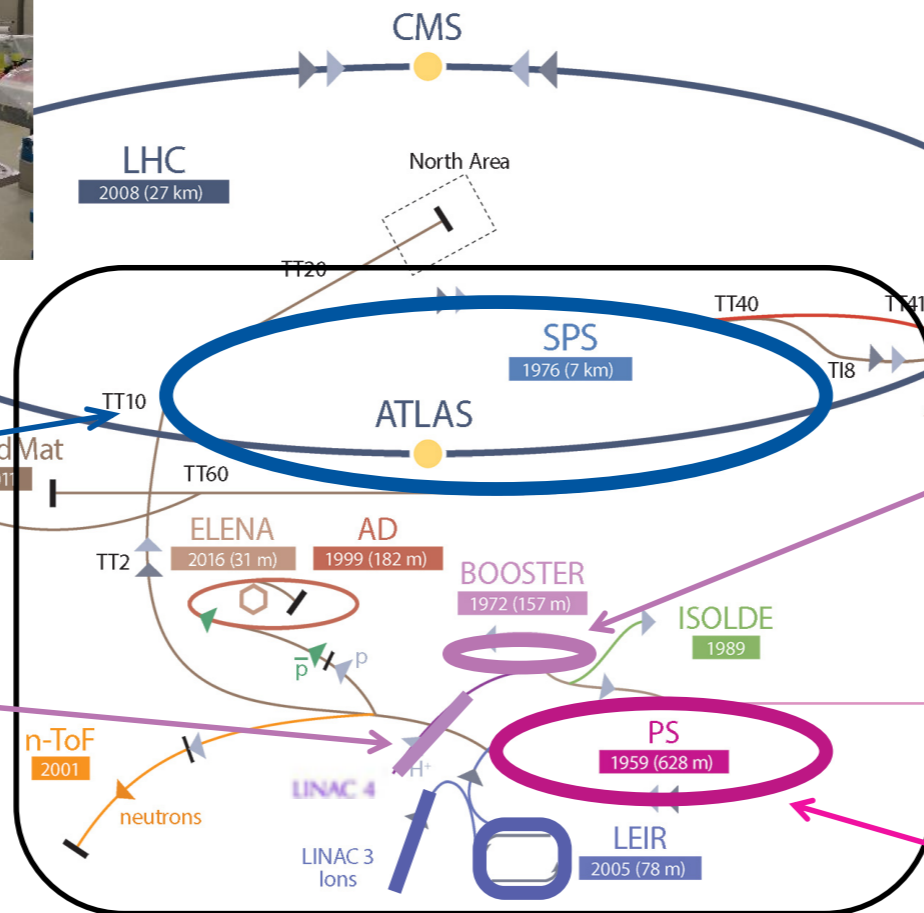 CMS
LHC
2008 (27 km)
North Area
TT20
TT40
TT41
SPS
1976 (7 km)
TI8
TT10
ATLAS
dMat
TT60
ELENA
2016 (31 m)
AD
1999 (182 m)
TT2
BOOSTER
1972 (157 m)
ISOLDE
1989
p
p̅
n-ToF
2001
PS
1959 (628 m)
H⁺
LINAC 4
neutrons
LINAC 3
Ions
LEIR
2005 (78 m)